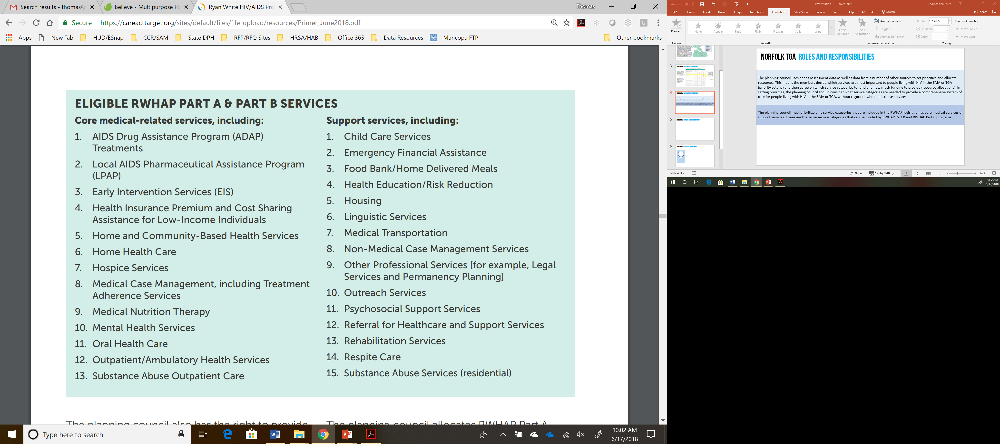 Search results - thomas@
Believe - Multipurpose Po
Ryan White HIV/AIDS Pro
Thomas
Secure
https://careacttarget.org/sites/default/files/file-upload/resources/Primer_June2018.pdf
G
Apps
New Tab
HUD/ESnap
CCR/SAM
State DPH
RFP/RFQ Sites
HRSA/HAB
Office 365
Data Resources
Maricopa FTP
Other bookmarks
ELIGIBLE RWHAP PART A & PART B SERVICES
Core medical-related services, including:
1. AIDS Drug Assistance Program (ADAP)
Treatments
2. Local AIDS Pharmaceutical Assistance Program
(LPAP)
3. Early Intervention Services (EIS)
4. Health Insurance Premium and Cost Sharing
Assistance for Low-Income Individuals
5. Home and Community-Based Health Services
6. Home Health Care
7. Hospice Services
8. Medical Case Management, including Treatment
Adherence Services
9. Medical Nutrition Therapy
10. Mental Health Services
11. Oral Health Care
12. Outpatient/Ambulatory Health Services
13. Substance Abuse Outpatient Care
Support services, including:
1. Child Care Services
2. Emergency Financial Assistance
3. Food Bank/Home Delivered Meals
4. Health Education/Risk Reduction
5. Housing
6. Linguistic Services
7. Medical Transportation
8. Non-Medical Case Management Services
9. Other Professional Services [for example, Legal
Services and Permanency Planning]
10. Outreach Services
11. Psychosocial Support Services
12. Referral for Healthcare and Support Services
13. Rehabilitation Services
14. Respite Care
15. Substance Abuse Services (residential)
The planning council also has the right to provide
The planning council allocates RWHAP Part A
Type here to search
10:02 AM
6/17/2018
AutoSave Off
Presentation1 - PowerPoint
Thomas Schucker
File
Home
Insert
Draw
Design
Transitions
Animations
Slide Show
Review
View
Help
ACROBAT
Search
Share
Preview
None
Appear
Fade
Fly In
Float In
Split
Wipe
Effect
Options
Add
Animation
Animation Pane
Trigger
Animation Painter
Start: On Click
Duration:
Delay:
Reorder Animation
Move Earlier
Move Later
Preview
Animation
Advanced Animation
Timing
3
4
5
6
NORFOLK TGA ROLES AND RESPONSIBILITIES
The planning council uses needs assessment data as well as data from a number of other sources to set priorities and allocate
resources. This means the members decide which services are most important to people living with HIV in the EMA or TGA
(priority setting) and then agree on which service categories to fund and how much funding to provide (resource allocations). In
setting priorities, the planning council should consider what service categories are needed to provide a comprehensive system of
care for people living with HIV in the EMA or TGA, without regard to who funds those services
The planning council must prioritize only service categories that are included in the RWHAP legislation as core medical services or
support services. These are the same service categories that can be funded by RWHAP Part B and RWHAP Part C programs.
Slide 4 of 7
Notes
Display Settings
67%
10:02 AM
6/17/2018